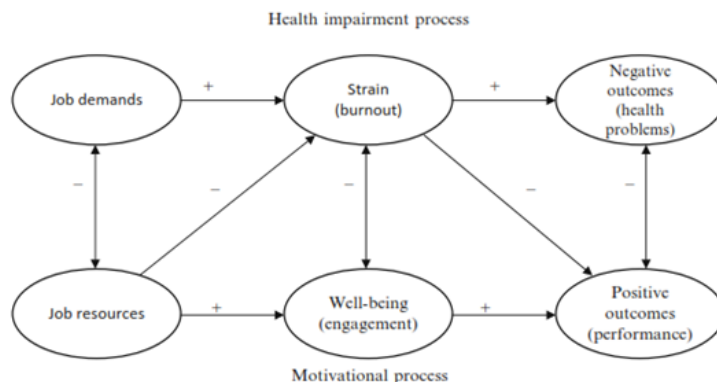 Health impairment process
Job demands
+
Strain
(burnout)
+
Negative
outcomes
(health
problems)
–
–
–
–
–
Job resources
+
Well-being
(engagement)
+
Positive
outcomes
(performance)
Motivational process